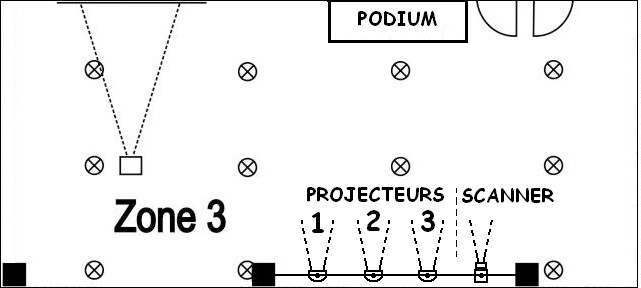 PODIUM
PROJECTEURS SCANNER
Zone 3
1 2 3